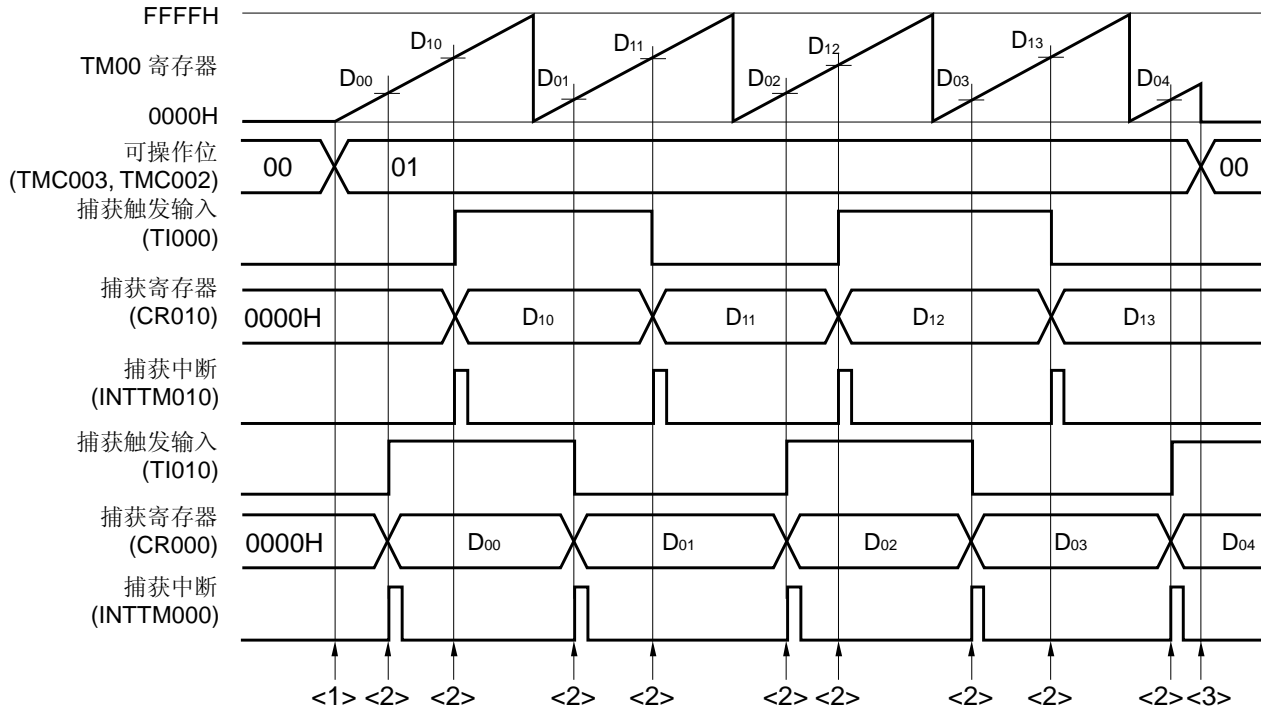 FFFFH
D10 D11 D12 D13
TM00 寄存器
D00 D01 D02 D03 D04
0000H
可操作位
(TMC003, TMC002)
00 01 00
捕获触发输入
(TI000)
捕获寄存器
(CR010)
0000H D10 D11 D12 D13
捕获中断
(INTTM010)
捕获触发输入
(TI010)
捕获寄存器
(CR000)
0000H D00 D01 D02 D03 D04
捕获中断
(INTTM000)
<1> <2> <2> <2> <2> <2> <2> <2> <2> <2> <3>